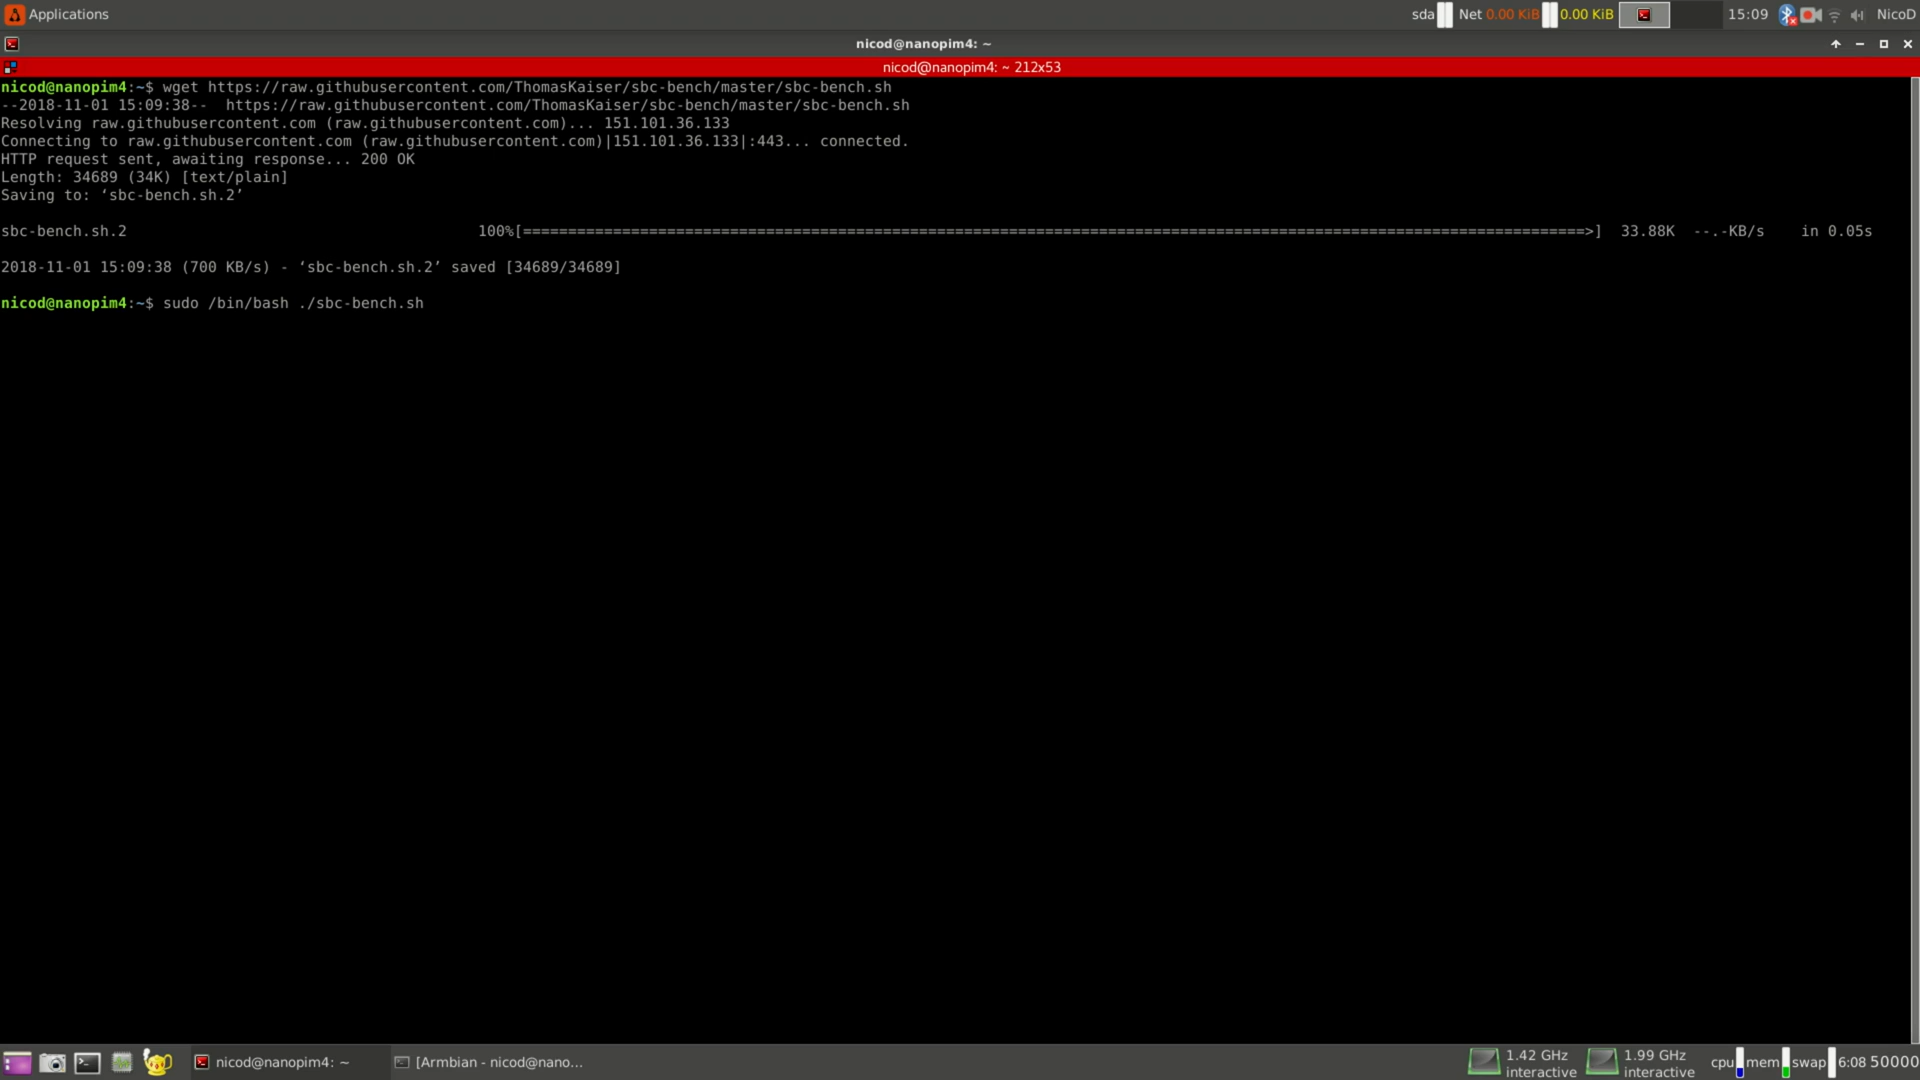 Applications
sda Net 0.00 KiB 0.00 KiB 15:09 NicoD
nicod@nanopim4: ~
nicod@nanopim4: ~ 212x53
nicod@nanopim4:~$ wget https://raw.githubusercontent.com/ThomasKaiser/sbc-bench/master/sbc-bench.sh
--2018-11-01 15:09:38--  https://raw.githubusercontent.com/ThomasKaiser/sbc-bench/master/sbc-bench.sh
Resolving raw.githubusercontent.com (raw.githubusercontent.com)... 151.101.36.133
Connecting to raw.githubusercontent.com (raw.githubusercontent.com)|151.101.36.133|:443... connected.
HTTP request sent, awaiting response... 200 OK
Length: 34689 (34K) [text/plain]
Saving to: ‘sbc-bench.sh.2’
sbc-bench.sh.2 100%[======================================================================================================================>] 33.88K --.-KB/s in 0.05s
2018-11-01 15:09:38 (700 KB/s) - ‘sbc-bench.sh.2’ saved [34689/34689]
nicod@nanopim4:~$ sudo /bin/bash ./sbc-bench.sh
nicod@nanopim4: ~
[Armbian - nicod@nano...
1.42 GHz interactive
1.99 GHz interactive
cpu mem swap 6:08 50000